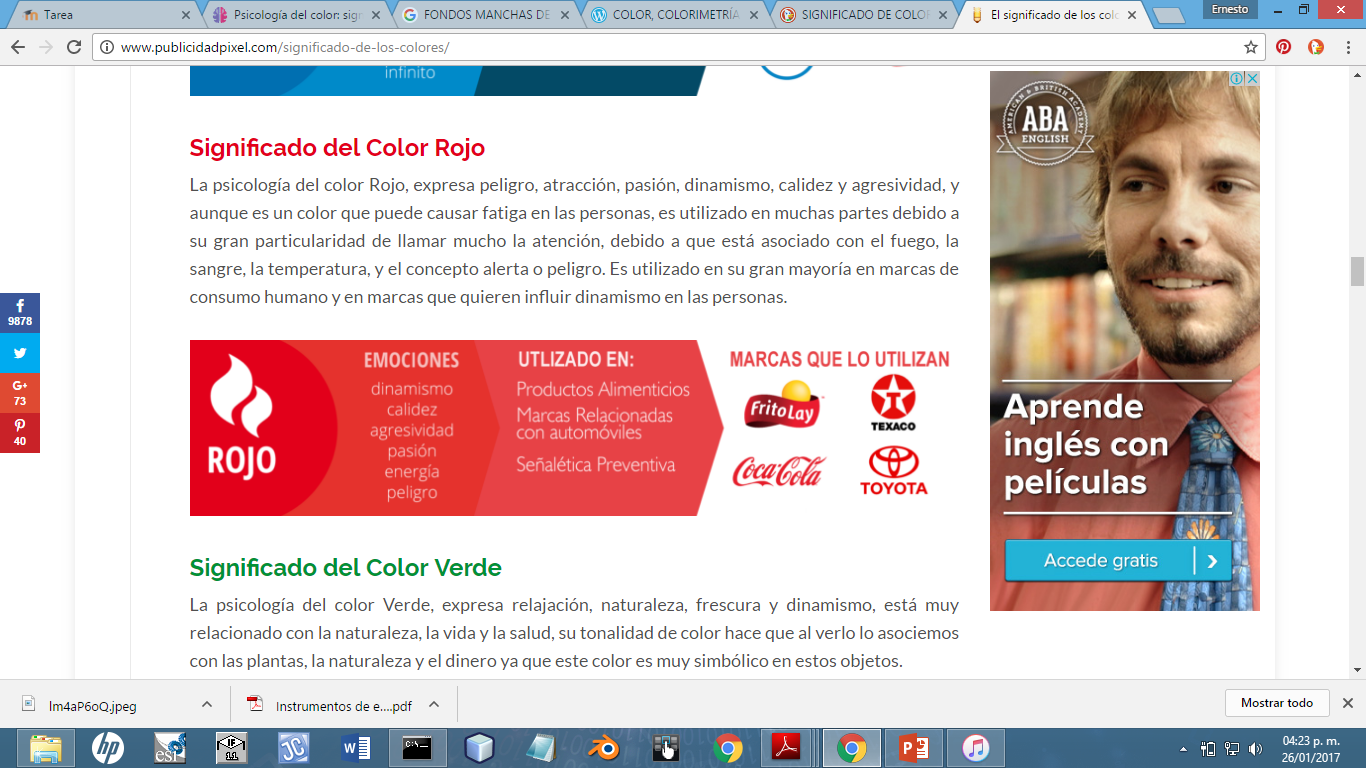 Tarea
Psicología del color: sig
FONDOS MANCHAS DE
COLOR, COLORIMETRÍA
SIGNIFICADO DE COLOR
El significado de los colo
Ernesto
www.publicidadpixel.com/significado-de-los-colores/
infinito
Significado del Color Rojo
La psicología del color Rojo, expresa peligro, atracción, pasión, dinamismo, calidez y agresividad, y
aunque es un color que puede causar fatiga en las personas, es utilizado en muchas partes debido a
su gran particularidad de llamar mucho la atención, debido a que está asociado con el fuego, la
sangre, la temperatura, y el concepto alerta o peligro. Es utilizado en su gran mayoría en marcas de
consumo humano y en marcas que quieren influir dinamismo en las personas.
9878
G+
73
40
ROJO
EMOCIONES
dinamismo
calidez
agresividad
pasión
energía
peligro
UTLIZADO EN:
Productos Alimenticios
Marcas Relacionadas
con automóviles
Señalética Preventiva
MARCAS QUE LO UTILIZAN
FritoLay
TEXACO
Coca-Cola
TOYOTA
Significado del Color Verde
La psicología del color Verde, expresa relajación, naturaleza, frescura y dinamismo, está muy
relacionado con la naturaleza, la vida y la salud, su tonalidad de color hace que al verlo lo asociemos
con las plantas, la naturaleza y el dinero ya que este color es muy simbólico en estos objetos.
AMERICAN & BRITISH ACADEMY
ABA
ENGLISH
Aprende
inglés con
películas
Accede gratis
Im4aP6oQ.jpeg
Instrumentos de e....pdf
Mostrar todo
hp
esi
JC
04:23 p. m.
26/01/2017